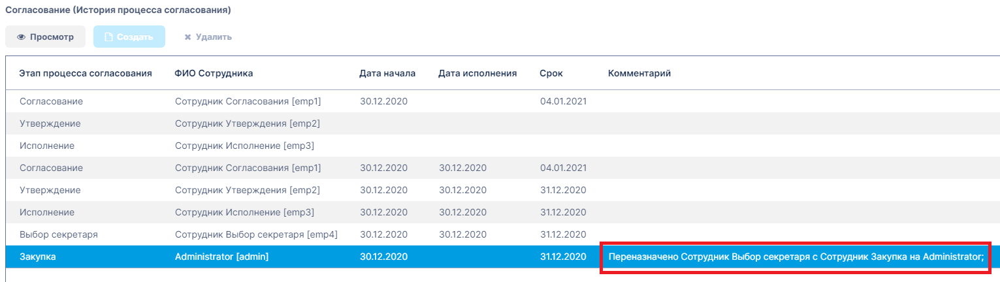 Согласование (История процесса согласования)
Просмотр Создать Удалить
Этап процесса согласования ФИО Сотрудника Дата начала Дата исполнения Срок Комментарий
Согласование Сотрудник Согласования [emp1] 30.12.2020 04.01.2021
Утверждение Сотрудник Утверждения [emp2]
Исполнение Сотрудник Исполнение [emp3]
Согласование Сотрудник Согласования [emp1] 30.12.2020 30.12.2020 04.01.2021
Утверждение Сотрудник Утверждения [emp2] 30.12.2020 30.12.2020 31.12.2020
Исполнение Сотрудник Исполнение [emp3] 30.12.2020 30.12.2020 31.12.2020
Выбор секретаря Сотрудник Выбор секретаря [emp4] 30.12.2020 30.12.2020 31.12.2020
Закупка Administrator [admin] 30.12.2020 31.12.2020 Переназначено Сотрудник Выбор секретаря с Сотрудник Закупка на Administrator;